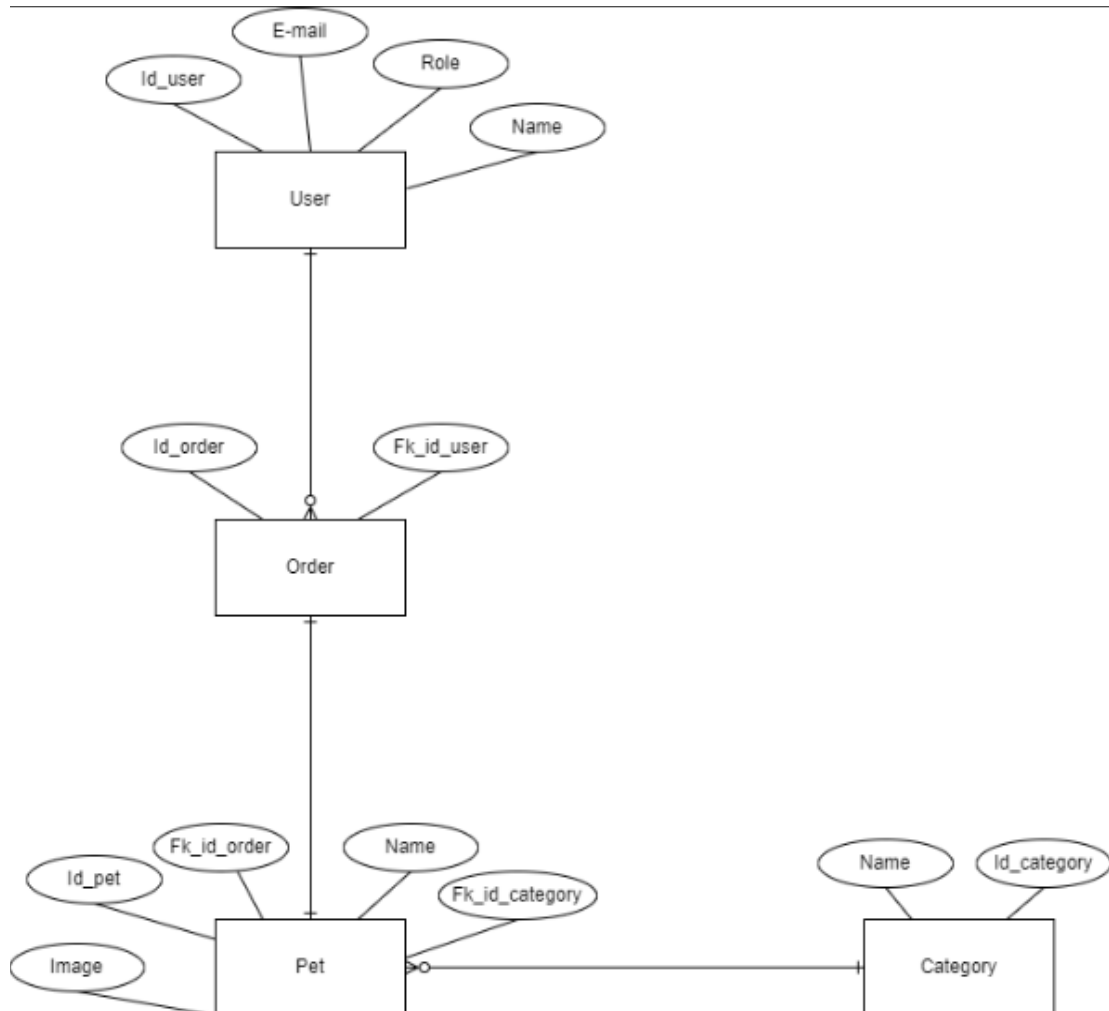 E-mail
Role
Id_user
Name
User
Id_order
Fk_id_user
Order
Fk_id_order
Name
Id_pet
Fk_id_category
Name
Id_category
Image
Pet
Category